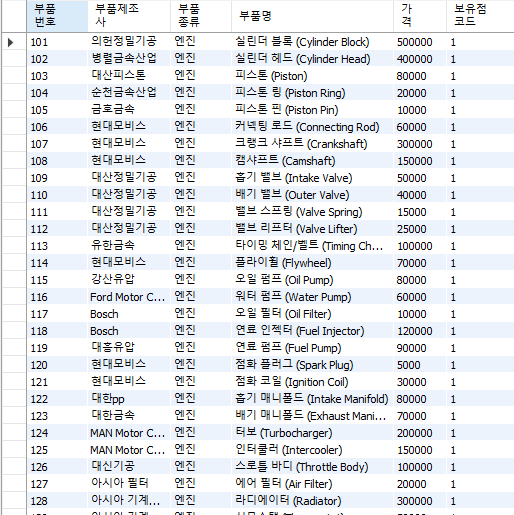 부품 번호 부품제조사 부품 종류 부품명 가격 보유점 코드
101 의헌정밀기공 엔진 실린더 블록 (Cylinder Block) 500000 1
102 병렬금속산업 엔진 실린더 헤드 (Cylinder Head) 400000 1
103 대산피스톤 엔진 피스톤 (Piston) 80000 1
104 순천금속산업 엔진 피스톤 링 (Piston Ring) 20000 1
105 금호금속 엔진 피스톤 핀 (Piston Pin) 10000 1
106 현대모비스 엔진 커넥팅 로드 (Connecting Rod) 60000 1
107 현대모비스 엔진 크랭크 샤프트 (Crankshaft) 300000 1
108 현대모비스 엔진 캠샤프트 (Camshaft) 150000 1
109 대산정밀기공 엔진 흡기 밸브 (Intake Valve) 50000 1
110 대산정밀기공 엔진 배기 밸브 (Outer Valve) 40000 1
111 대산정밀기공 엔진 밸브 스프링 (Valve Spring) 15000 1
112 대산정밀기공 엔진 밸브 리프터 (Valve Lifter) 25000 1
113 유한금속 엔진 타이밍 체인/벨트 (Timing Ch... 100000 1
114 현대모비스 엔진 플라이휠 (Flywheel) 70000 1
115 강산유압 엔진 오일 펌프 (Oil Pump) 80000 1
116 Ford Motor C... 엔진 워터 펌프 (Water Pump) 60000 1
117 Bosch 엔진 오일 필터 (Oil Filter) 10000 1
118 Bosch 엔진 연료 인젝터 (Fuel Injector) 120000 1
119 대흥유압 엔진 연료 펌프 (Fuel Pump) 90000 1
120 현대모비스 엔진 점화 플러그 (Spark Plug) 5000 1
121 현대모비스 엔진 점화 코일 (Ignition Coil) 30000 1
122 대한pp 엔진 흡기 매니폴드 (Intake Manifold) 80000 1
123 대한금속 엔진 배기 매니폴드 (Exhaust Mani... 70000 1
124 MAN Motor C... 엔진 터보 (Turbocharger) 200000 1
125 MAN Motor C... 엔진 인터쿨러 (Intercooler) 150000 1
126 대신기공 엔진 스로틀 바디 (Throttle Body) 100000 1
127 아시아 필터 엔진 에어 필터 (Air Filter) 20000 1
128 아시아 기계... 엔진 라디에이터 (Radiator) 300000 1